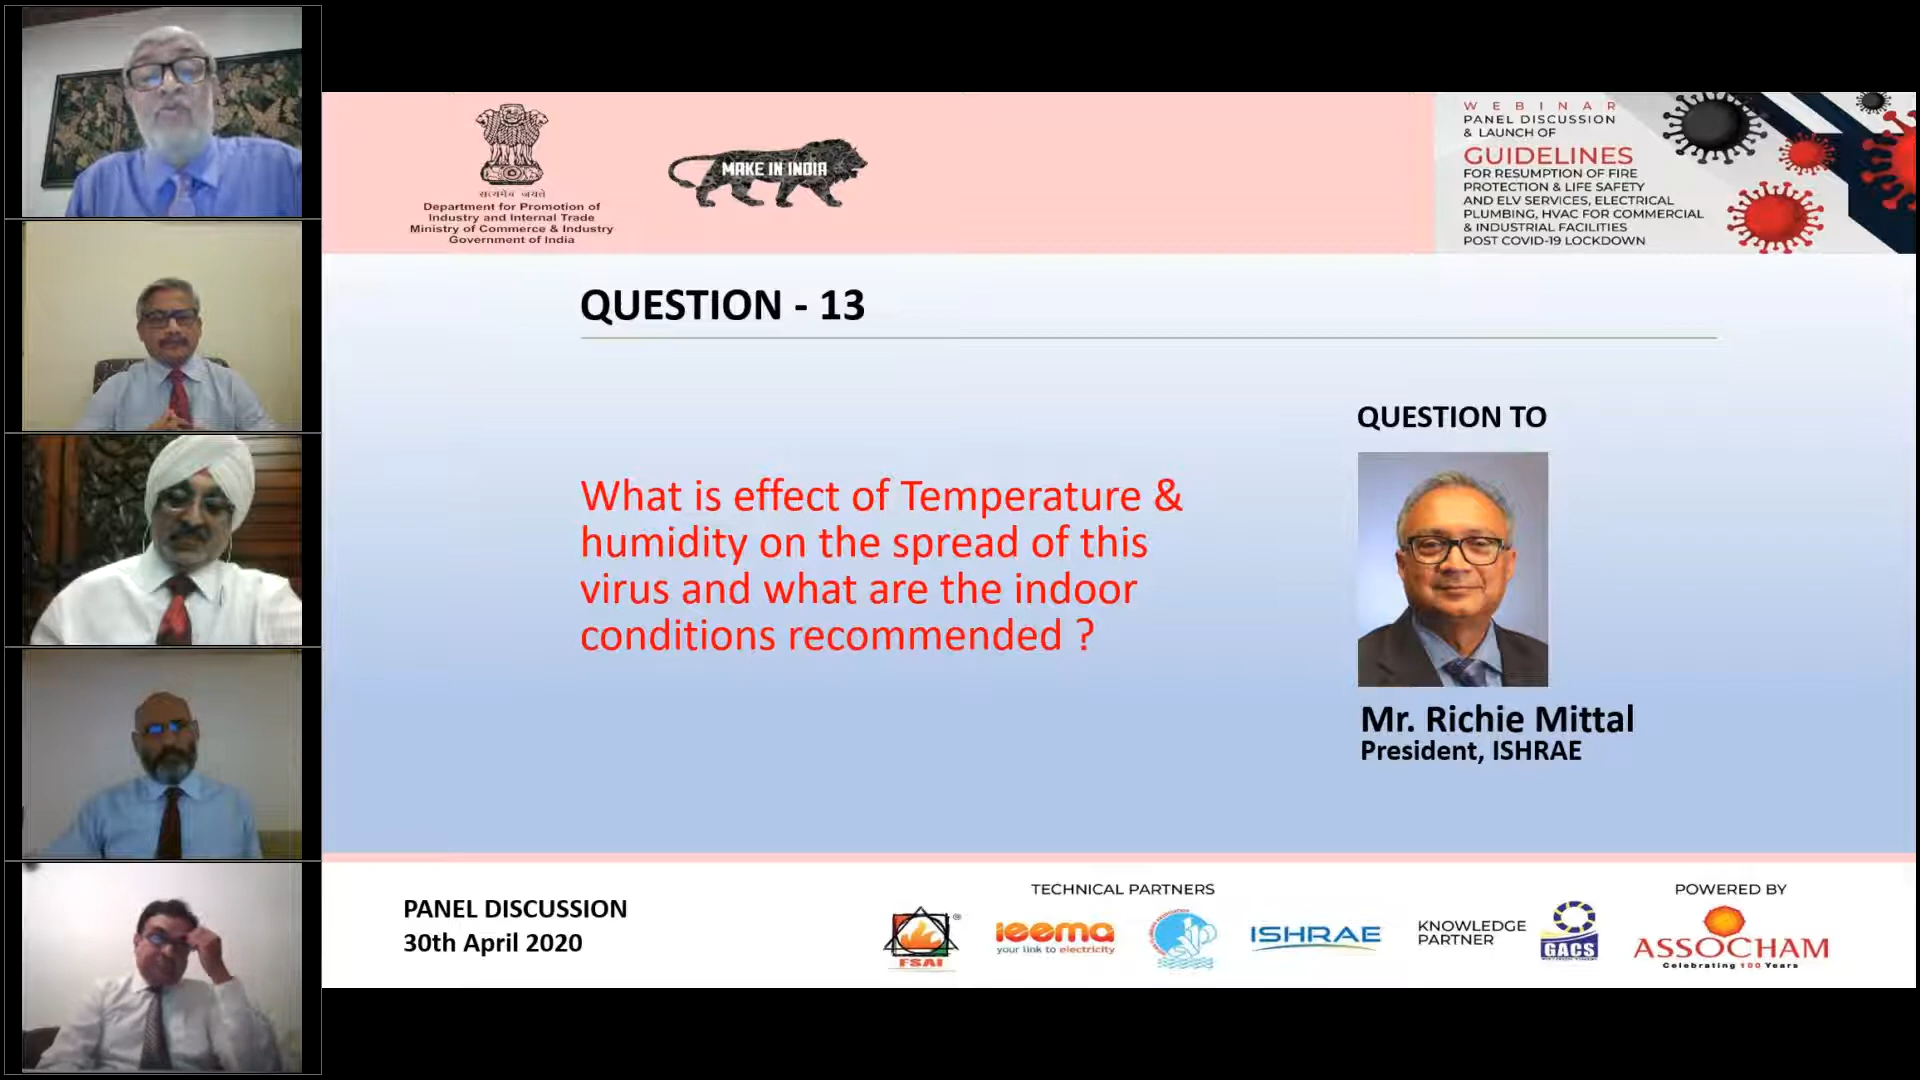 सत्यमेव जयते
Department for Promotion of
Industry and Internal Trade
Ministry of Commerce & Industry
Government of India
MAKE IN INDIA
WEBINAR
PANEL DISCUSSION
& LAUNCH OF
GUIDELINES
FOR RESUMPTION OF FIRE
PROTECTION & LIFE SAFETY
AND ELV SERVICES, ELECTRICAL
PLUMBING, HVAC FOR COMMERCIAL
& INDUSTRIAL FACILITIES
POST COVID-19 LOCKDOWN
QUESTION - 13
What is effect of Temperature &
humidity on the spread of this
virus and what are the indoor
conditions recommended ?
QUESTION TO
Mr. Richie Mittal
President, ISHRAE
PANEL DISCUSSION
30th April 2020
TECHNICAL PARTNERS
FSAI
®
ieema
your link to electricity
ISHRAE
KNOWLEDGE
PARTNER
GACS
POWERED BY
ASSOCHAM
Celebrating 100 Years